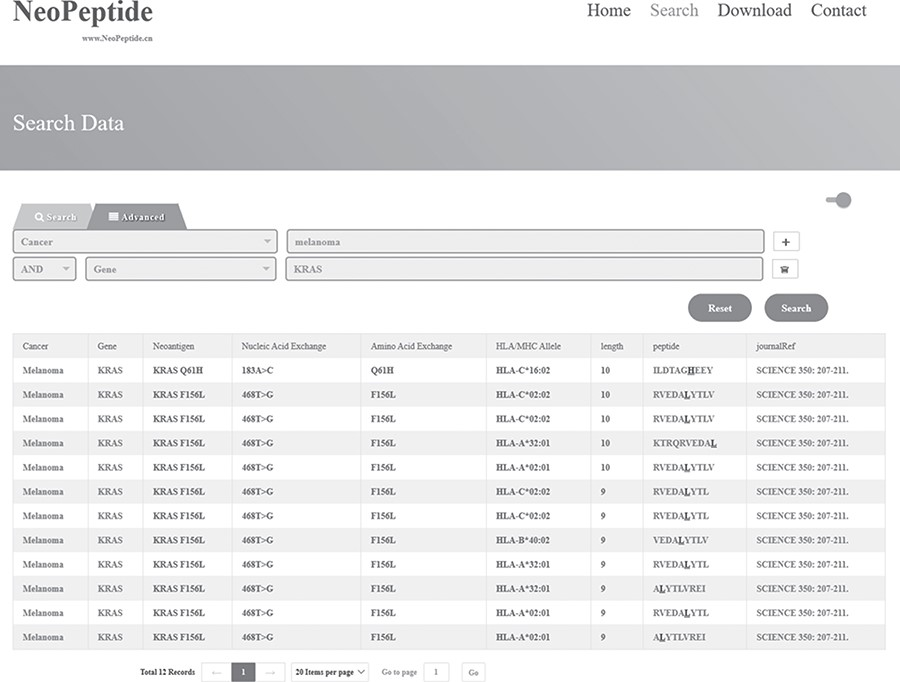 NeoPeptide
www.NeoPeptide.cn
Home Search Download Contact
Search Data
Search Advanced
Cancer melanoma +
AND Gene KRAS
Reset Search
Cancer Gene Neoantigen Nucleic Acid Exchange Amino Acid Exchange HLA/MHC Allele length peptide journalRef
Melanoma KRAS KRAS Q61H 183A>C Q61H HLA-C*16:02 10 ILDTAGHEEY SCIENCE 350: 207-211.
Melanoma KRAS KRAS F156L 468T>G F156L HLA-C*02:02 10 RVEDALYTLV SCIENCE 350: 207-211.
Melanoma KRAS KRAS F156L 468T>G F156L HLA-C*02:02 10 RVEDALYTLV SCIENCE 350: 207-211.
Melanoma KRAS KRAS F156L 468T>G F156L HLA-A*32:01 10 KTRQRVEDAL SCIENCE 350: 207-211.
Melanoma KRAS KRAS F156L 468T>G F156L HLA-A*02:01 10 RVEDALYTLV SCIENCE 350: 207-211.
Melanoma KRAS KRAS F156L 468T>G F156L HLA-C*02:02 9 RVEDALYTL SCIENCE 350: 207-211.
Melanoma KRAS KRAS F156L 468T>G F156L HLA-C*02:02 9 RVEDALYTL SCIENCE 350: 207-211.
Melanoma KRAS KRAS F156L 468T>G F156L HLA-B*40:02 9 VEDALYTLV SCIENCE 350: 207-211.
Melanoma KRAS KRAS F156L 468T>G F156L HLA-A*32:01 9 RVEDALYTL SCIENCE 350: 207-211.
Melanoma KRAS KRAS F156L 468T>G F156L HLA-A*32:01 9 ALYTLVREI SCIENCE 350: 207-211.
Melanoma KRAS KRAS F156L 468T>G F156L HLA-A*02:01 9 RVEDALYTL SCIENCE 350: 207-211.
Melanoma KRAS KRAS F156L 468T>G F156L HLA-A*02:01 9 ALYTLVREI SCIENCE 350: 207-211.
Total 12 Records ← 1 → 20 Items per page Go to page 1 Go